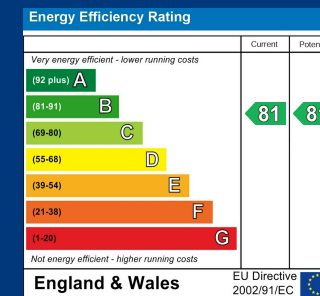 Energy Efficiency Rating
Current
Poten
Very energy efficient - lower running costs
(92 plus) A
(81-91) B
81
8
(69-80) C
(55-68) D
(39-54) E
(21-38) F
(1-20) G
Not energy efficient - higher running costs
England & Wales
EU Directive
2002/91/EC